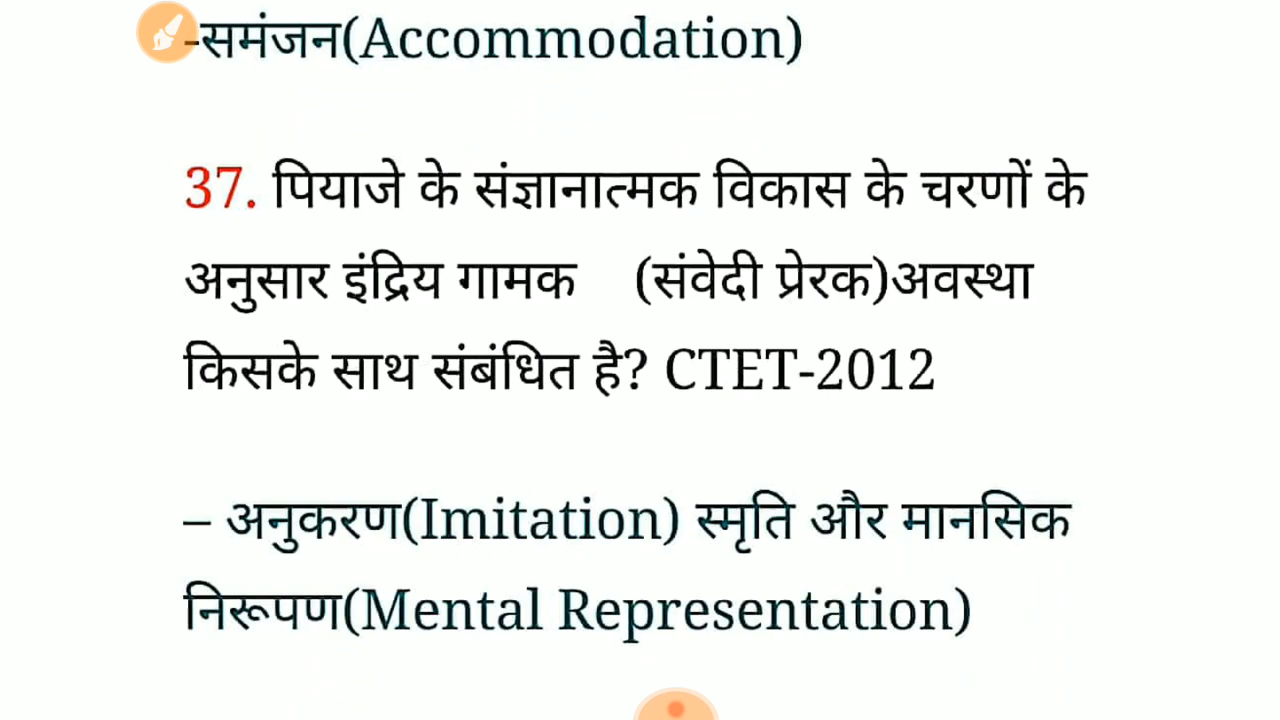 -समंजन(Accommodation)
37. पियाजे के संज्ञानात्मक विकास के चरणों के
अनुसार इंद्रिय गामक (संवेदी प्रेरक)अवस्था
किसके साथ संबंधित है? CTET-2012
– अनुकरण(Imitation) स्मृति और मानसिक
निरूपण(Mental Representation)